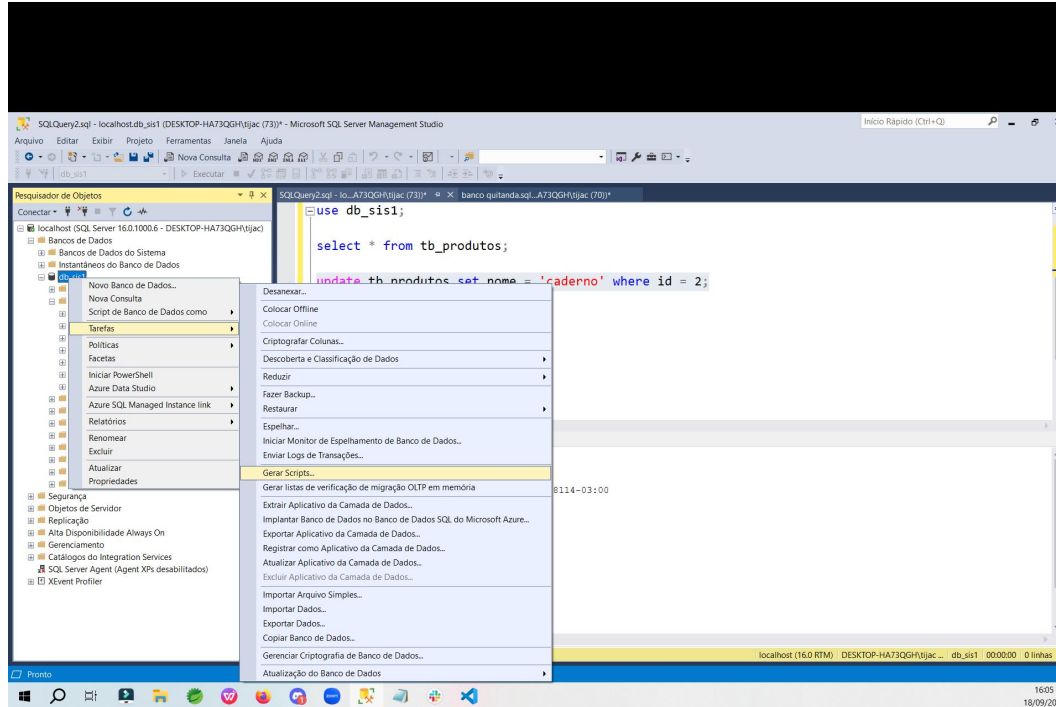 SQLQuery2.sql - localhost.db_sis1 (DESKTOP-HA73QGH\tijac (73))* - Microsoft SQL Server Management Studio
Início Rápido (Ctrl+Q)
Arquivo Editar Exibir Projeto Ferramentas Janela Ajuda
Nova Consulta
db_sis1 Executar
Pesquisador de Objetos
SQLQuery2.sql - lo...A73QGH\tijac (73))* banco quitanda.sql...A73QGH\tijac (70))*
Conectar
localhost (SQL Server 16.0.1000.6 - DESKTOP-HA73QGH\tijac)
Bancos de Dados
Bancos de Dados do Sistema
Instantâneos do Banco de Dados
db_sis1
Segurança
Objetos de Servidor
Replicação
Alta Disponibilidade Always On
Gerenciamento
Catálogos do Integration Services
SQL Server Agent (Agent XPs desabilitados)
XEvent Profiler
Novo Banco de Dados...
Nova Consulta
Script de Banco de Dados como
Tarefas
Políticas
Facetas
Iniciar PowerShell
Azure Data Studio
Azure SQL Managed Instance link
Relatórios
Renomear
Excluir
Atualizar
Propriedades
Desanexar...
Colocar Offline
Colocar Online
Criptografar Colunas...
Descoberta e Classificação de Dados
Reduzir
Fazer Backup...
Restaurar
Espelhar...
Iniciar Monitor de Espelhamento de Banco de Dados...
Enviar Logs de Transações...
Gerar Scripts...
Gerar listas de verificação de migração OLTP em memória
Extrair Aplicativo da Camada de Dados...
Implantar Banco de Dados no Banco de Dados SQL do Microsoft Azure...
Exportar Aplicativo da Camada de Dados...
Registrar como Aplicativo da Camada de Dados...
Atualizar Aplicativo da Camada de Dados...
Excluir Aplicativo da Camada de Dados...
Importar Arquivo Simples...
Importar Dados...
Exportar Dados...
Copiar Banco de Dados...
Gerenciar Criptografia de Banco de Dados...
Atualização do Banco de Dados
use db_sis1;
select * from tb_produtos;
update tb_produtos set nome = 'caderno' where id = 2;
8114-03:00
localhost (16.0 RTM) DESKTOP-HA73QGH\tijac ... db_sis1 00:00:00 0 linhas
Pronto
16:05
18/09/20